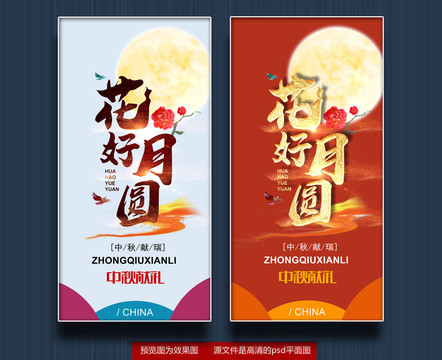 花好月圆
HUA
HAO
YUE
YUAN
[中/秋/献/瑞]
ZHONGQIUXIANLI
中秋献礼
/ CHINA
花好月圆
HUA
HAO
YUE
YUAN
[中/秋/献/瑞]
ZHONGQIUXIANLI
中秋献礼
/ CHINA
预览图为效果图 源文件是高清的psd平面图